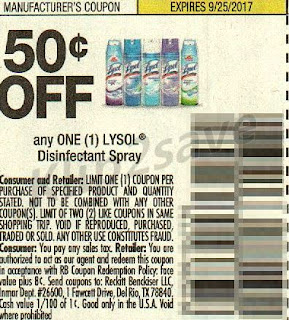 MANUFACTURER'S COUPON EXPIRES 9/25/2017
50¢
OFF
any ONE (1) LYSOL®
Disinfectant Spray
Consumer and Retailer: LIMIT ONE (1) COUPON PER
PURCHASE OF SPECIFIED PRODUCT AND QUANTITY
STATED. NOT TO BE COMBINED WITH ANY OTHER
COUPON(S). LIMIT OF TWO (2) LIKE COUPONS IN SAME
SHOPPING TRIP. VOID IF REPRODUCED, PURCHASED,
TRADED OR SOLD. ANY OTHER USE CONSTITUTES FRAUD.
Consumer: You pay any sales tax. Retailer: You are
authorized to act as our agent and redeem this coupon
in acceptance with RB Coupon Redemption Policy: face
value plus 8¢. Send coupons to: Reckitt Benckiser LLC,
Inmar Dept. #26600, 1 Fawcett Drive, Del Rio, TX 78840.
Cash value 1/100 of 1¢. Good only in the U.S.A. Void
where prohibited